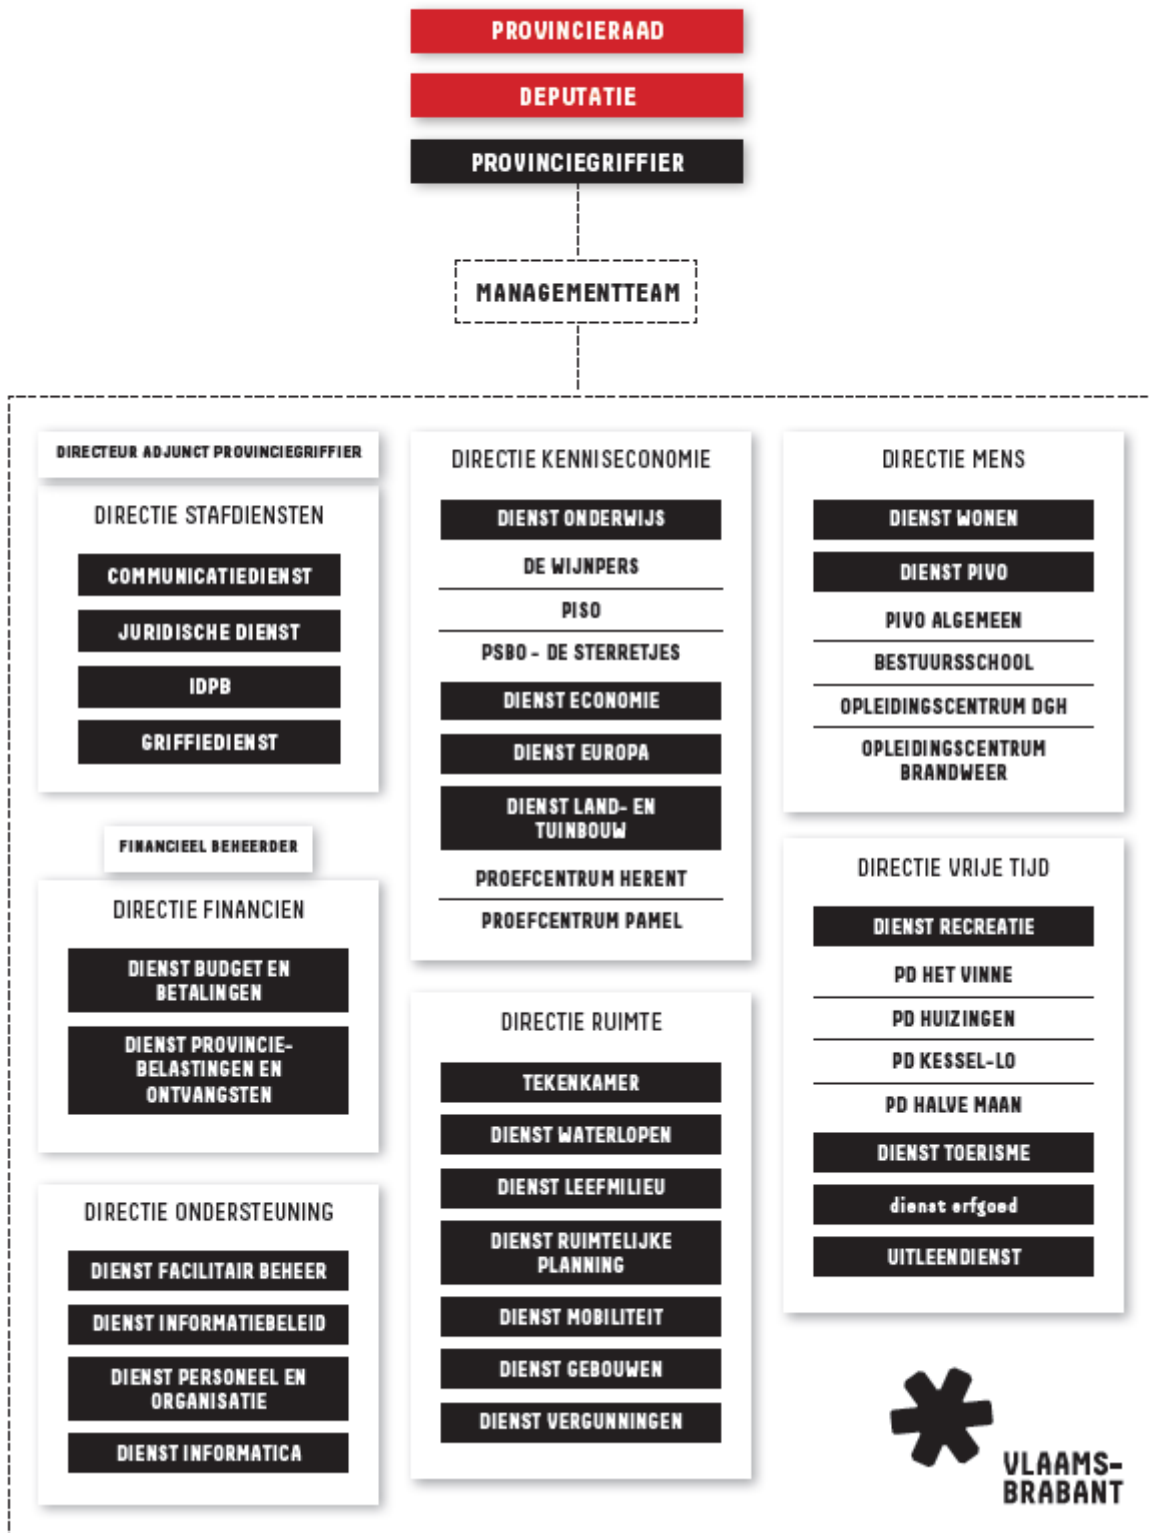 PROVINCIERAAD
DEPUTATIE
PROVINCIEGRIFFIER
MANAGEMENTTEAM
DIRECTEUR ADJUNCT PROVINCIEGRIFFIER
DIRECTIE STAFDIENSTEN
COMMUNICATIEDIENST
JURIDISCHE DIENST
IDPB
GRIFFIEDIENST
FINANCIEEL BEHEERDER
DIRECTIE FINANCIEN
DIENST BUDGET EN
BETALINGEN
DIENST PROVINCIE-
BELASTINGEN EN
ONTVANGSTEN
DIRECTIE ONDERSTEUNING
DIENST FACILITAIR BEHEER
DIENST INFORMATIEBELEID
DIENST PERSONEEL EN
ORGANISATIE
DIENST INFORMATICA
DIRECTIE KENNISECONOMIE
DIENST ONDERWIJS
DE WIJNPERS
PISO
PSBO - DE STERRETJES
DIENST ECONOMIE
DIENST EUROPA
DIENST LAND- EN
TUINBOUW
PROEFCENTRUM HERENT
PROEFCENTRUM PAMEL
DIRECTIE RUIMTE
TEKENKAMER
DIENST WATERLOPEN
DIENST LEEFMILIEU
DIENST RUIMTELIJKE
PLANNING
DIENST MOBILITEIT
DIENST GEBOUWEN
DIENST VERGUNNINGEN
DIRECTIE MENS
DIENST WONEN
DIENST PIVO
PIVO ALGEMEEN
BESTUURSSCHOOL
OPLEIDINGSCENTRUM DGH
OPLEIDINGSCENTRUM
BRANDWEER
DIRECTIE VRIJE TIJD
DIENST RECREATIE
PD HET VINNE
PD HUIZINGEN
PD KESSEL-LO
PD HALVE MAAN
DIENST TOERISME
dienst erfgoed
UITLEENDIENST
VLAAMS-
BRABANT